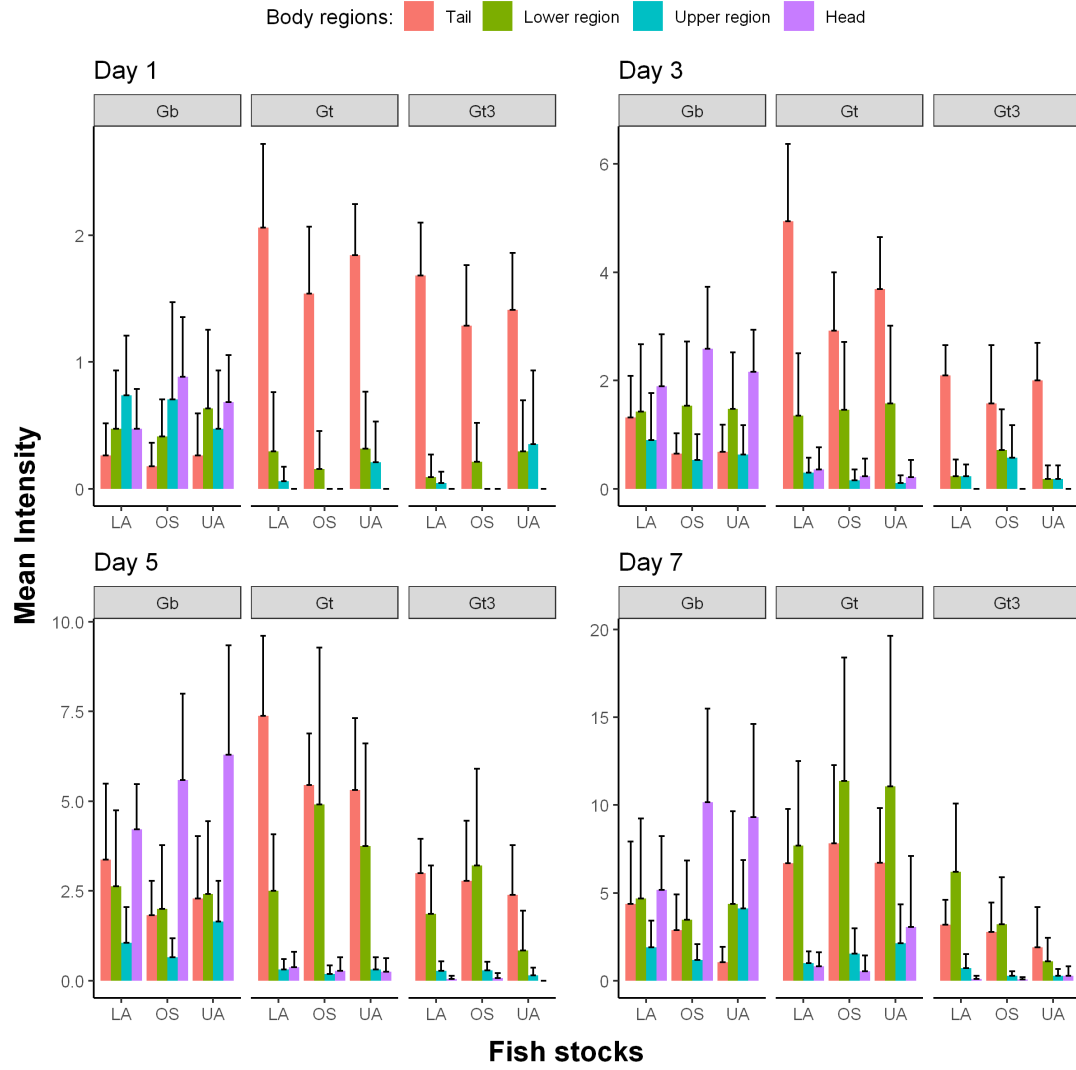 Body regions: Tail Lower region Upper region Head
Day 1 Day 3
Gb Gt Gt3 Gb Gt Gt3
2
1
0
6
4
2
0
LA OS UA LA OS UA LA OS UA LA OS UA LA OS UA LA OS UA
Mean Intensity
Day 5 Day 7
Gb Gt Gt3 Gb Gt Gt3
10.0
7.5
5.0
2.5
0.0
20
15
10
5
0
LA OS UA LA OS UA LA OS UA LA OS UA LA OS UA LA OS UA
Fish stocks